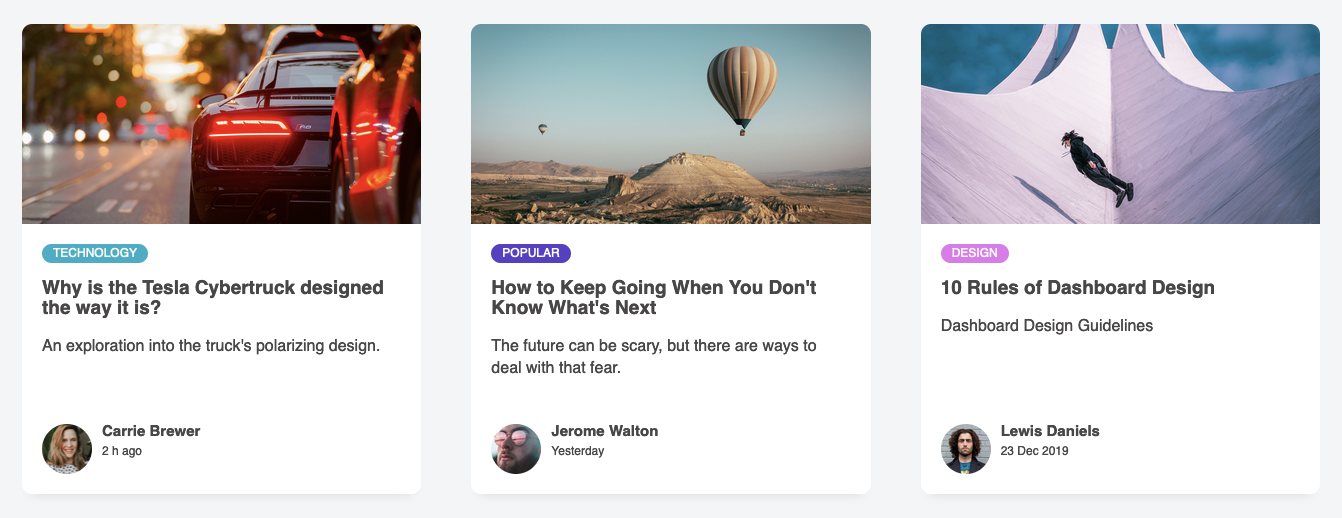 TECHNOLOGY
Why is the Tesla Cybertruck designed
the way it is?
An exploration into the truck's polarizing design.
Carrie Brewer
2 h ago
POPULAR
How to Keep Going When You Don't
Know What's Next
The future can be scary, but there are ways to
deal with that fear.
Jerome Walton
Yesterday
DESIGN
10 Rules of Dashboard Design
Dashboard Design Guidelines
Lewis Daniels
23 Dec 2019